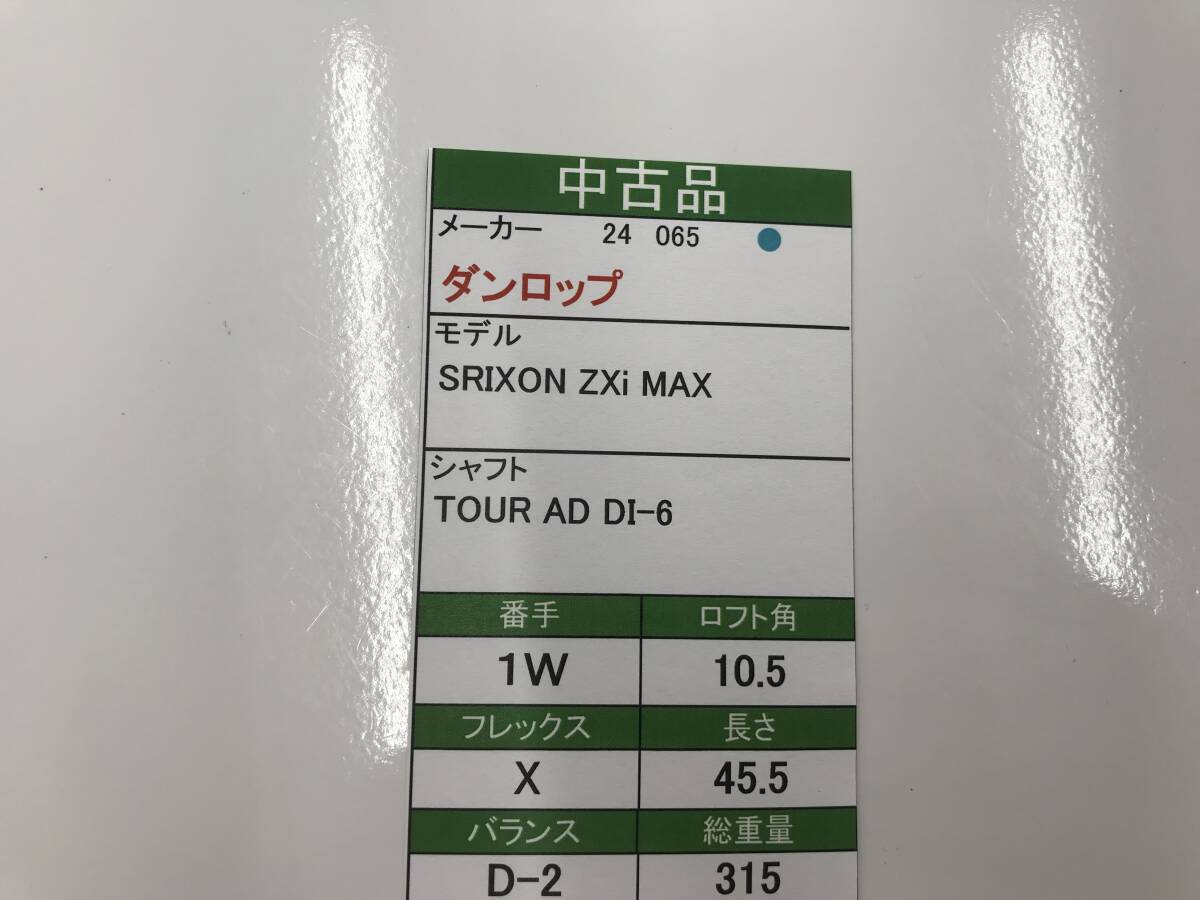 中古品
メーカー 24 065
ダンロップ
モデル
SRIXON ZXi MAX
シャフト
TOUR AD DI-6
番手 ロフト角
1W 10.5
フレックス 長さ
X 45.5
バランス 総重量
D-2 315